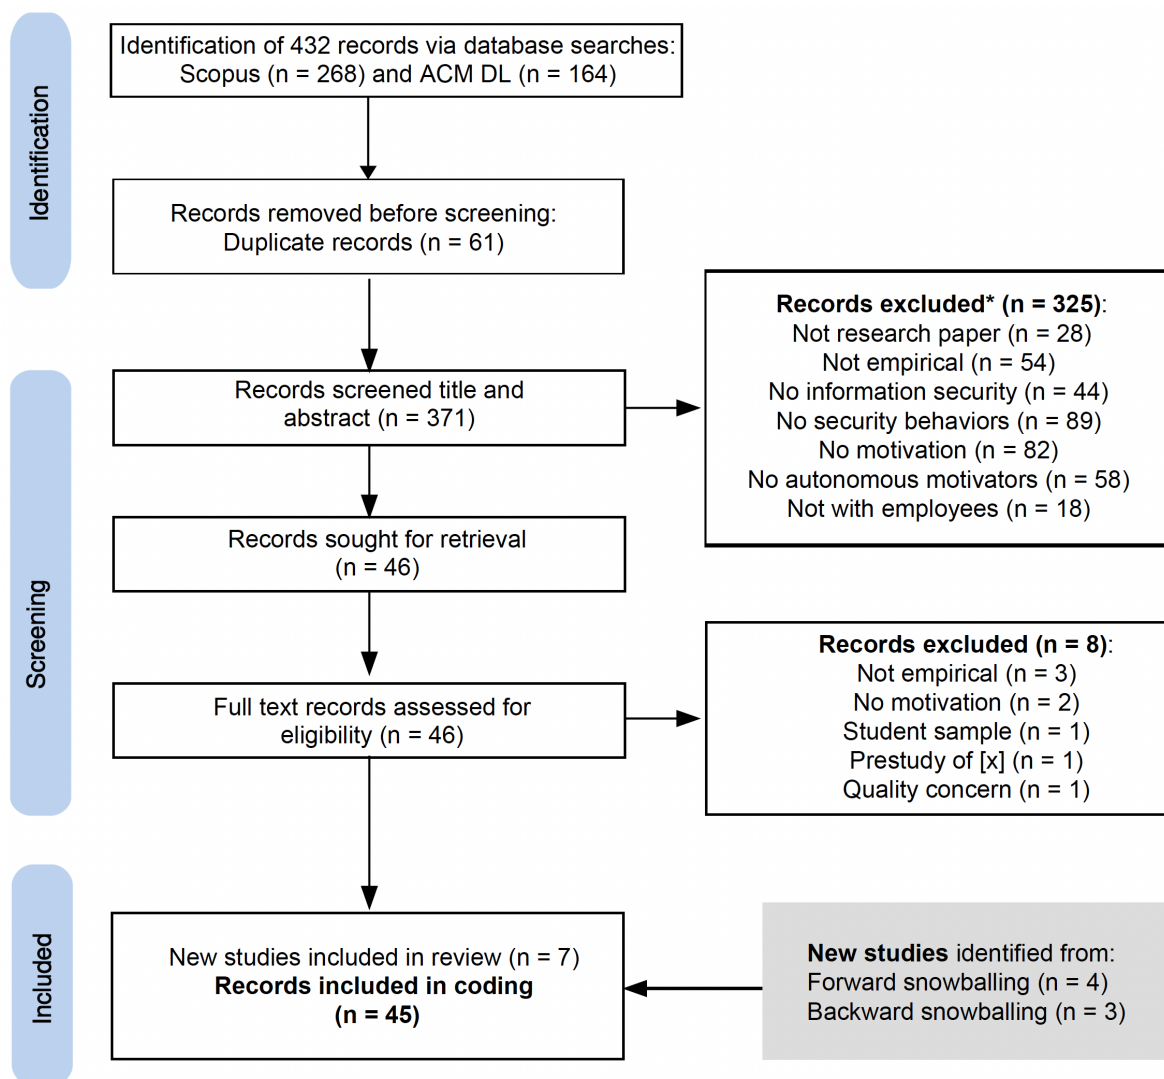 Identification
Identification of 432 records via database searches:
Scopus (n = 268) and ACM DL (n = 164)
Records removed before screening:
Duplicate records (n = 61)
Screening
Records screened title and
abstract (n = 371)
Records excluded* (n = 325):
Not research paper (n = 28)
Not empirical (n = 54)
No information security (n = 44)
No security behaviors (n = 89)
No motivation (n = 82)
No autonomous motivators (n = 58)
Not with employees (n = 18)
Records sought for retrieval
(n = 46)
Full text records assessed for
eligibility (n = 46)
Records excluded (n = 8):
Not empirical (n = 3)
No motivation (n = 2)
Student sample (n = 1)
Prestudy of [x] (n = 1)
Quality concern (n = 1)
Included
New studies included in review (n = 7)
Records included in coding
(n = 45)
New studies identified from:
Forward snowballing (n = 4)
Backward snowballing (n = 3)